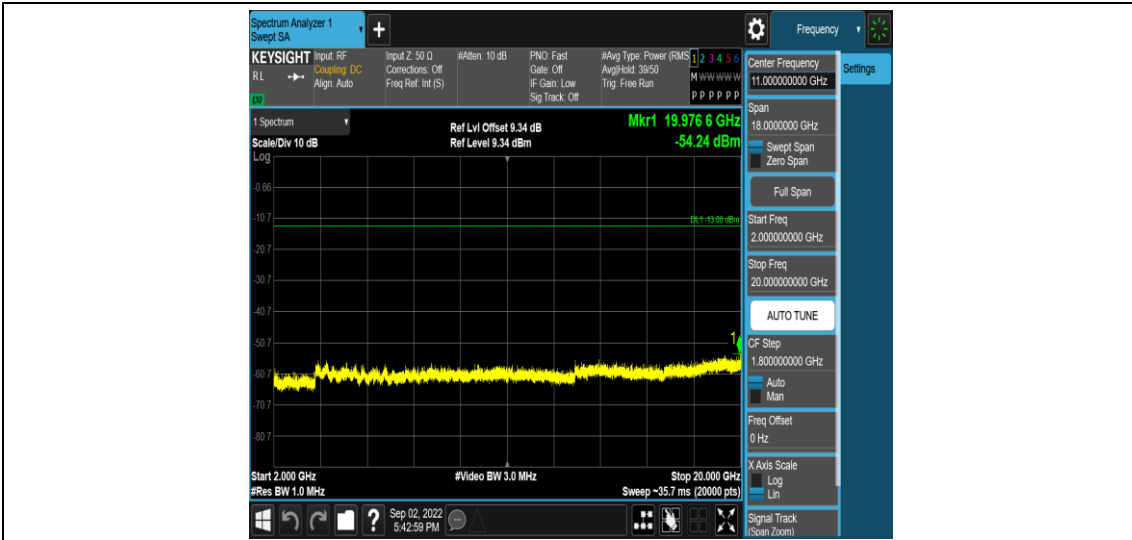 Spectrum Analyzer 1
Swept SA
+
Frequency
KEYSIGHT
RL
LXI
Input: RF
Coupling: DC
Align: Auto
Input Z: 50 Ω
Corrections: Off
Freq Ref: Int (S)
#Atten: 10 dB
PNO: Fast
Gate: Off
IF Gain: Low
Sig Track: Off
#Avg Type: Power (RMS
Avg|Hold: 39/50
Trig: Free Run
1 2 3 4 5 6
M W W W W W
P P P P P P
1 Spectrum
Scale/Div 10 dB
Log
Ref Lvl Offset 9.34 dB
Ref Level 9.34 dBm
Mkr1 19.976 6 GHz
-54.24 dBm
-0.66
-10.7
DL1 -13.00 dBm
-20.7
-30.7
-40.7
-50.7
1
-60.7
-70.7
-80.7
Start 2.000 GHz
#Res BW 1.0 MHz
#Video BW 3.0 MHz
Stop 20.000 GHz
Sweep ~35.7 ms (20000 pts)
?
Sep 02, 2022
5:42:59 PM
Center Frequency
11.000000000 GHz
Settings
Span
18.0000000 GHz
Swept Span
Zero Span
Full Span
Start Freq
2.000000000 GHz
Stop Freq
20.000000000 GHz
AUTO TUNE
CF Step
1.800000000 GHz
Auto
Man
Freq Offset
0 Hz
X Axis Scale
Log
Lin
Signal Track
(Span Zoom)